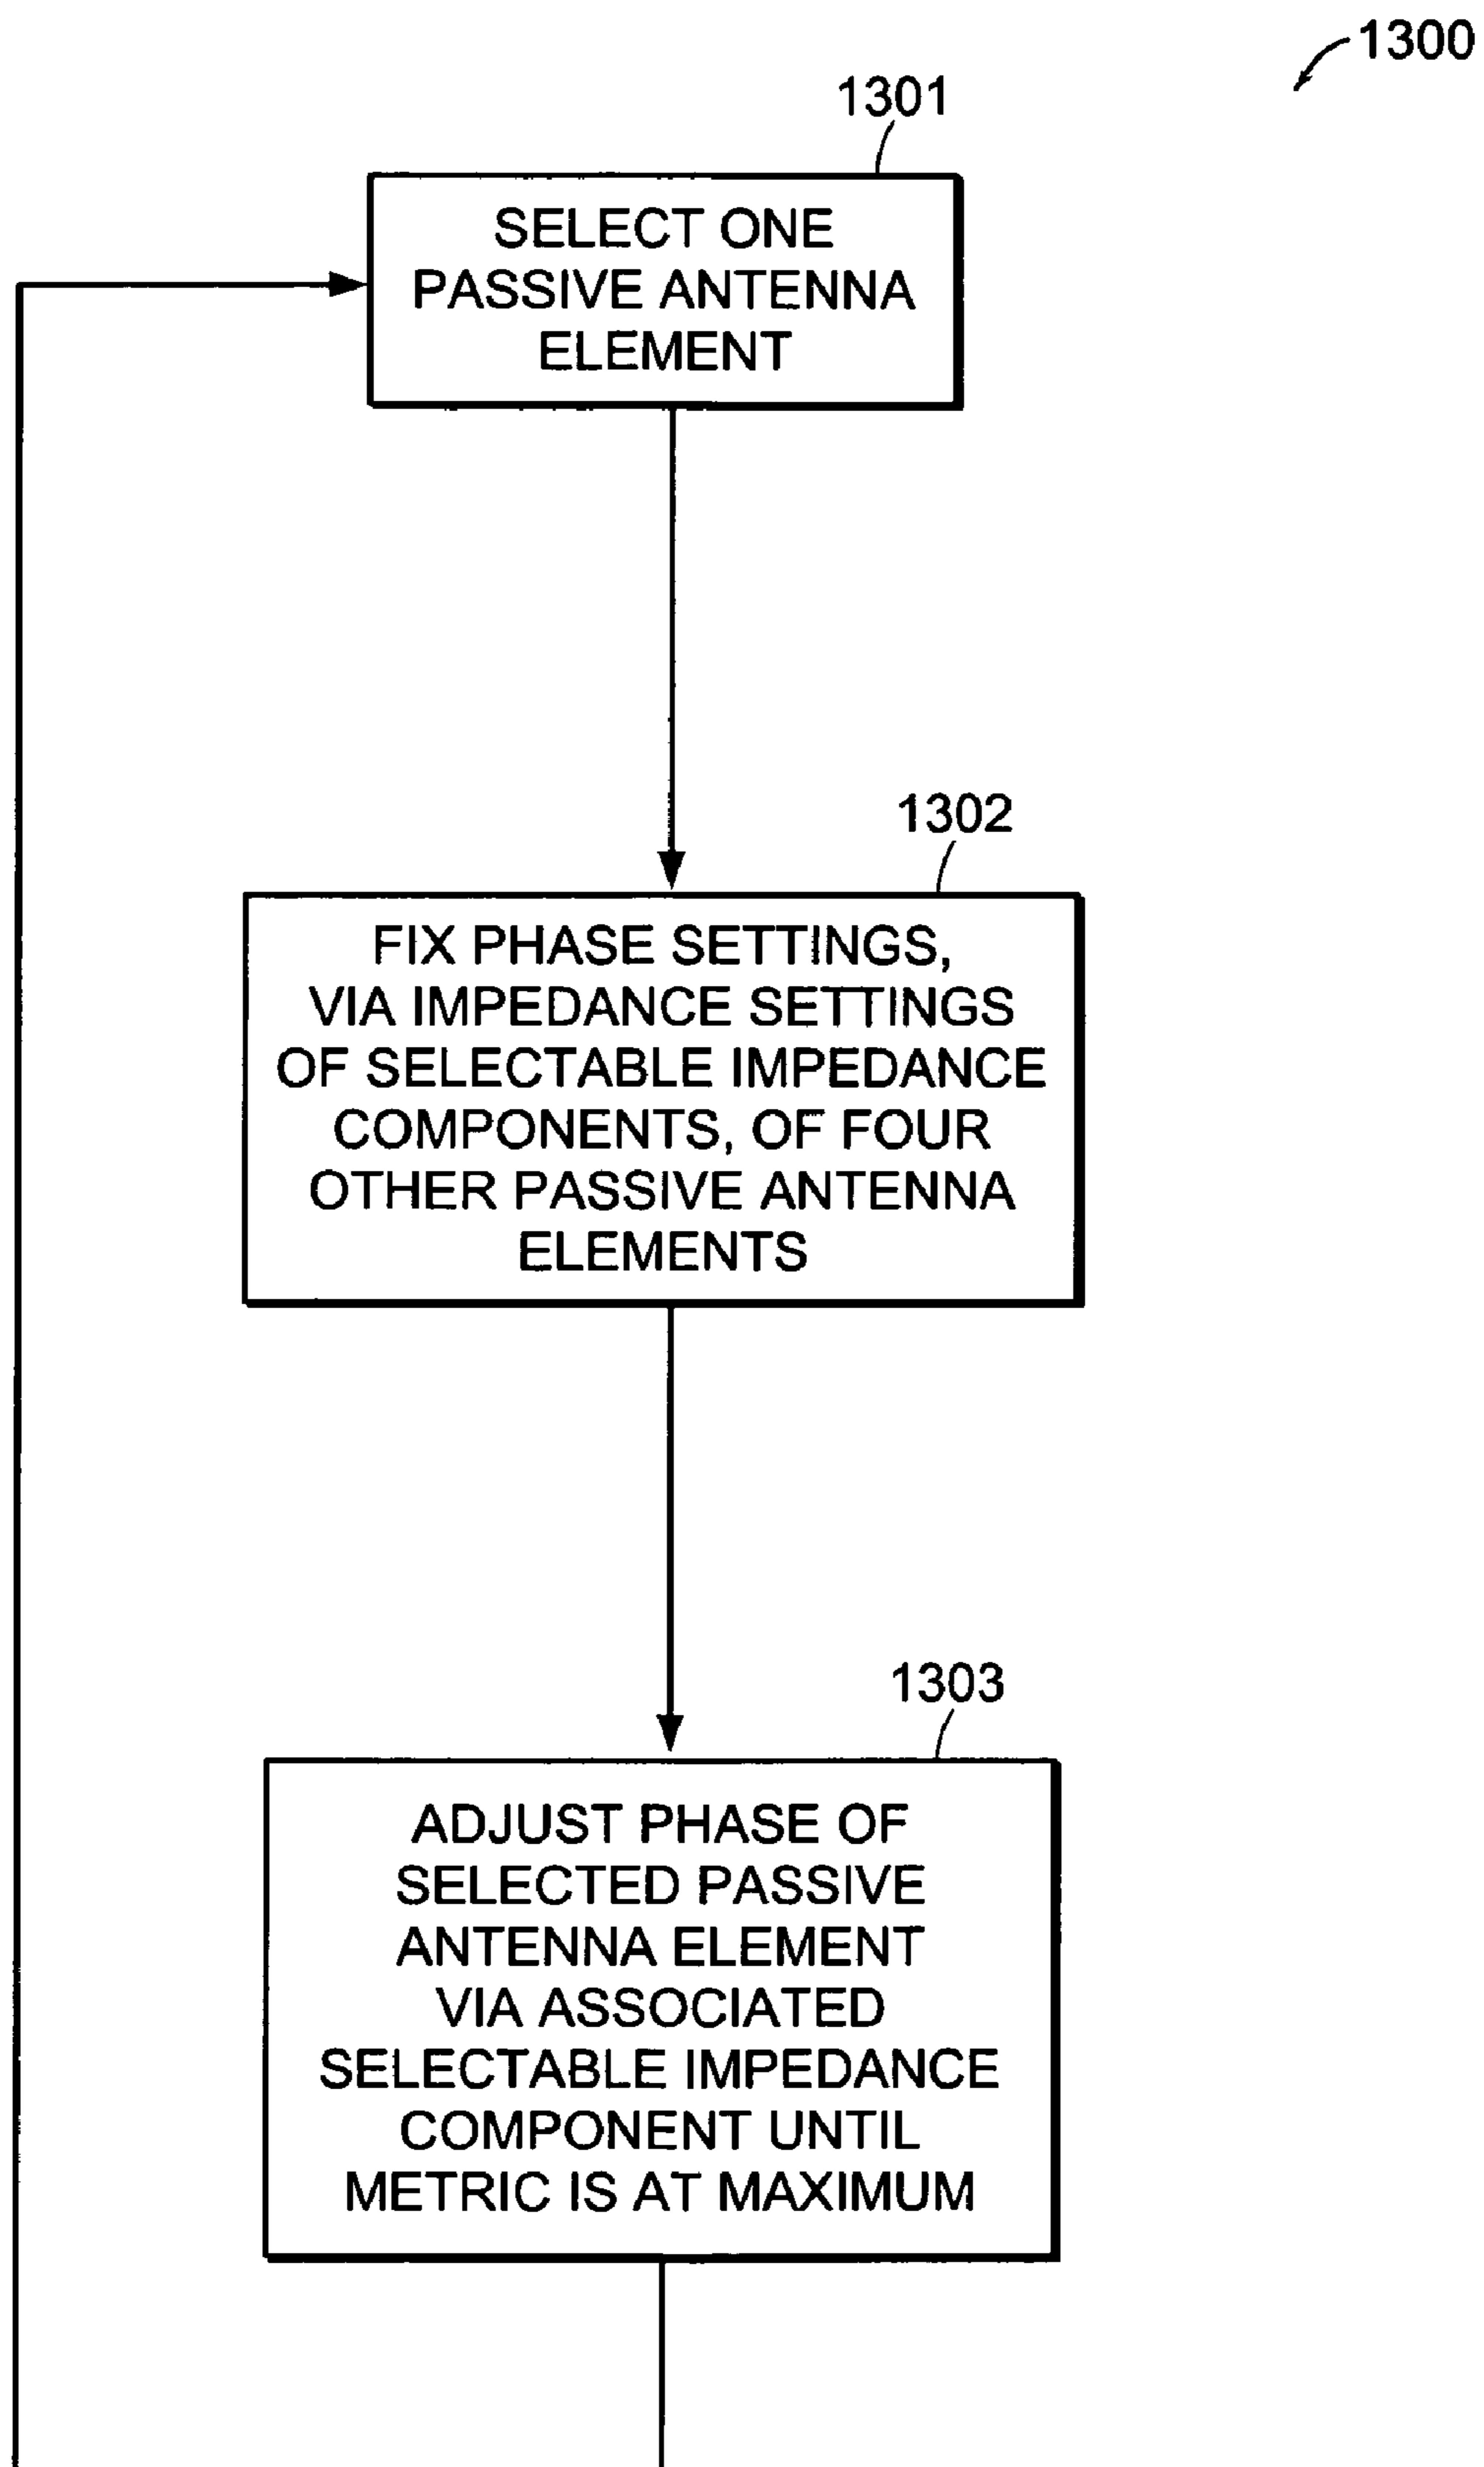 1300
1301
SELECT ONE
PASSIVE ANTENNA
ELEMENT
1302
FIX PHASE SETTINGS,
VIA IMPEDANCE SETTINGS
OF SELECTABLE IMPEDANCE
COMPONENTS, OF FOUR
OTHER PASSIVE ANTENNA
ELEMENTS
1303
ADJUST PHASE OF
SELECTED PASSIVE
ANTENNA ELEMENT
VIA ASSOCIATED
SELECTABLE IMPEDANCE
COMPONENT UNTIL
METRIC IS AT MAXIMUM